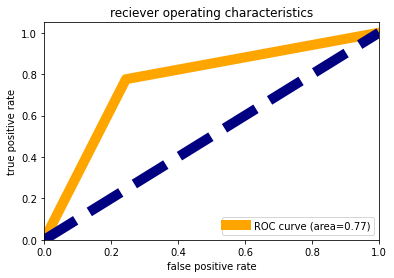 reciever operating characteristics
1.0
0.8
0.6
0.4
0.2
0.0
true positive rate
ROC curve (area=0.77)
0.0 0.2 0.4 0.6 0.8 1.0
false positive rate